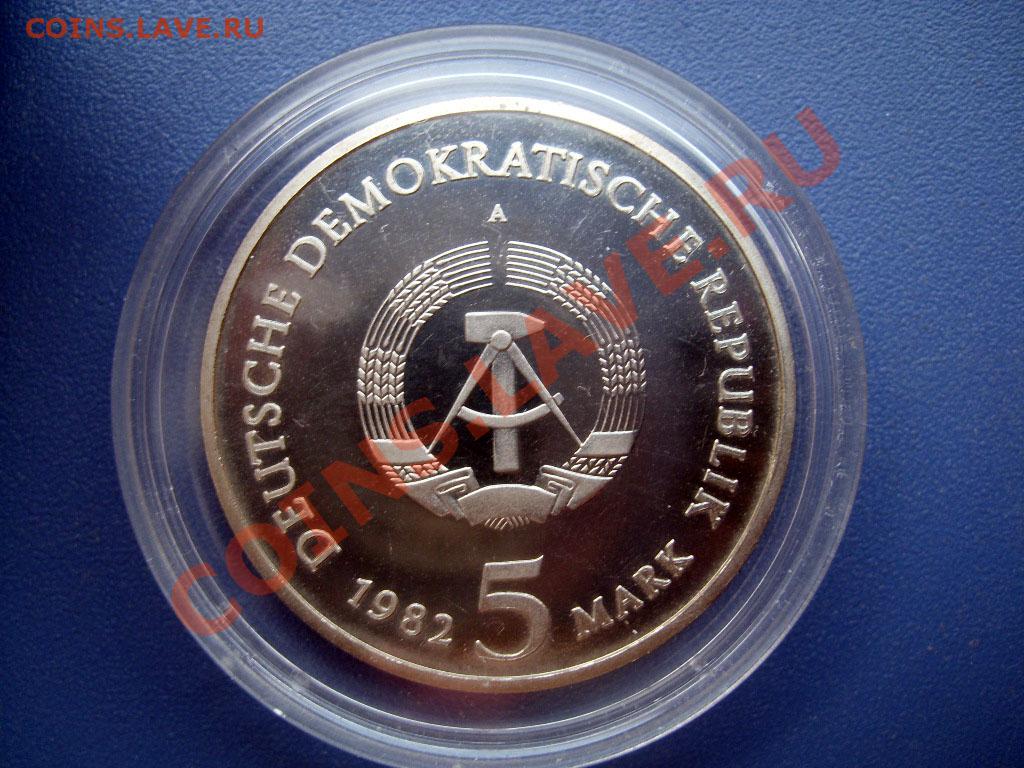 COINS.LAVE.RU
DEUTSCHE DEMOKRATISCHE REPUBLIK
A
1982 5 MARK
COINS.LAVE.RU